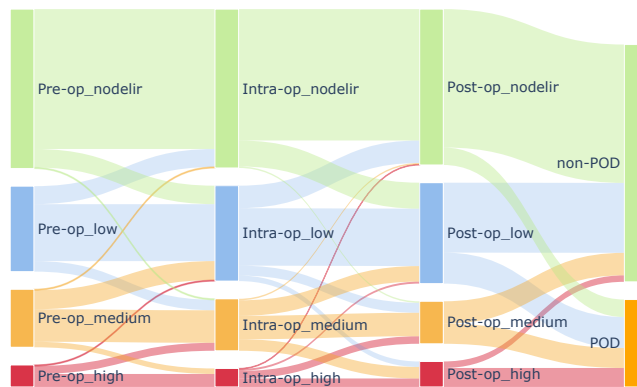 Pre-op_nodelir
Intra-op_nodelir
Post-op_nodelir
non-POD
Pre-op_low
Intra-op_low
Post-op_low
Pre-op_medium
Intra-op_medium
Post-op_medium
POD
Pre-op_high
Intra-op_high
Post-op_high